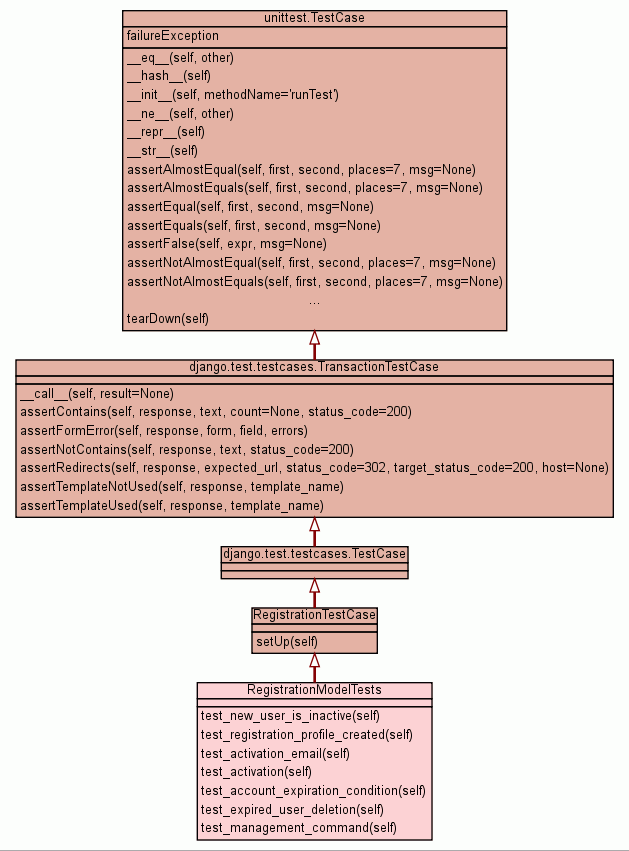 unittest.TestCase
failureException
__eq__(self, other)
__hash__(self)
__init__(self, methodName='runTest')
__ne__(self, other)
__repr__(self)
__str__(self)
assertAlmostEqual(self, first, second, places=7, msg=None)
assertAlmostEquals(self, first, second, places=7, msg=None)
assertEqual(self, first, second, msg=None)
assertEquals(self, first, second, msg=None)
assertFalse(self, expr, msg=None)
assertNotAlmostEqual(self, first, second, places=7, msg=None)
assertNotAlmostEquals(self, first, second, places=7, msg=None)
...
tearDown(self)
django.test.testcases.TransactionTestCase
__call__(self, result=None)
assertContains(self, response, text, count=None, status_code=200)
assertFormError(self, response, form, field, errors)
assertNotContains(self, response, text, status_code=200)
assertRedirects(self, response, expected_url, status_code=302, target_status_code=200, host=None)
assertTemplateNotUsed(self, response, template_name)
assertTemplateUsed(self, response, template_name)
django.test.testcases.TestCase
RegistrationTestCase
setUp(self)
RegistrationModelTests
test_new_user_is_inactive(self)
test_registration_profile_created(self)
test_activation_email(self)
test_activation(self)
test_account_expiration_condition(self)
test_expired_user_deletion(self)
test_management_command(self)